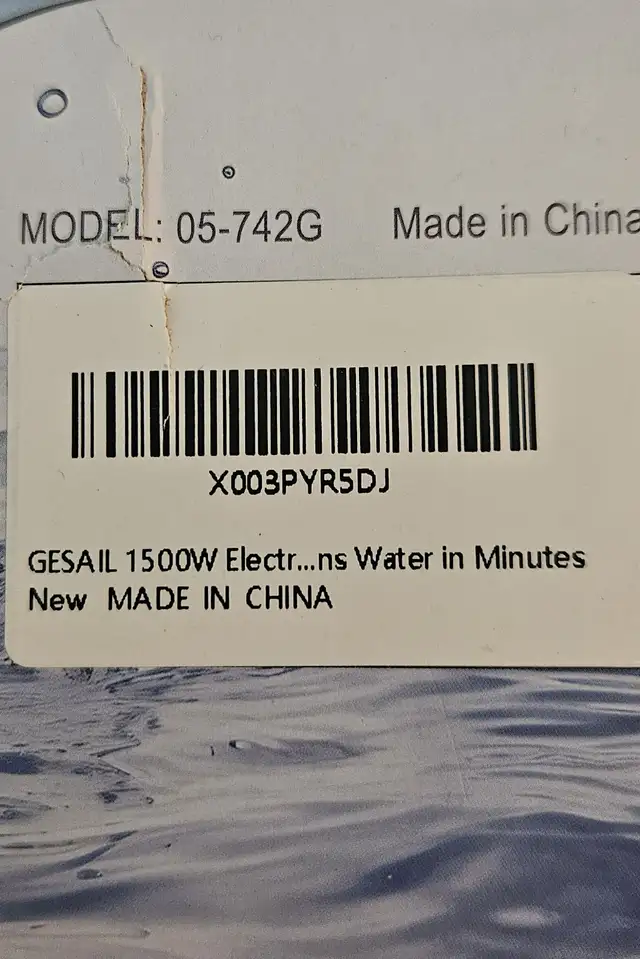 MODEL: 05-742G Made in China
X003PYR5DJ
GESAIL 1500W Electr...ns Water in Minutes
New MADE IN CHINA